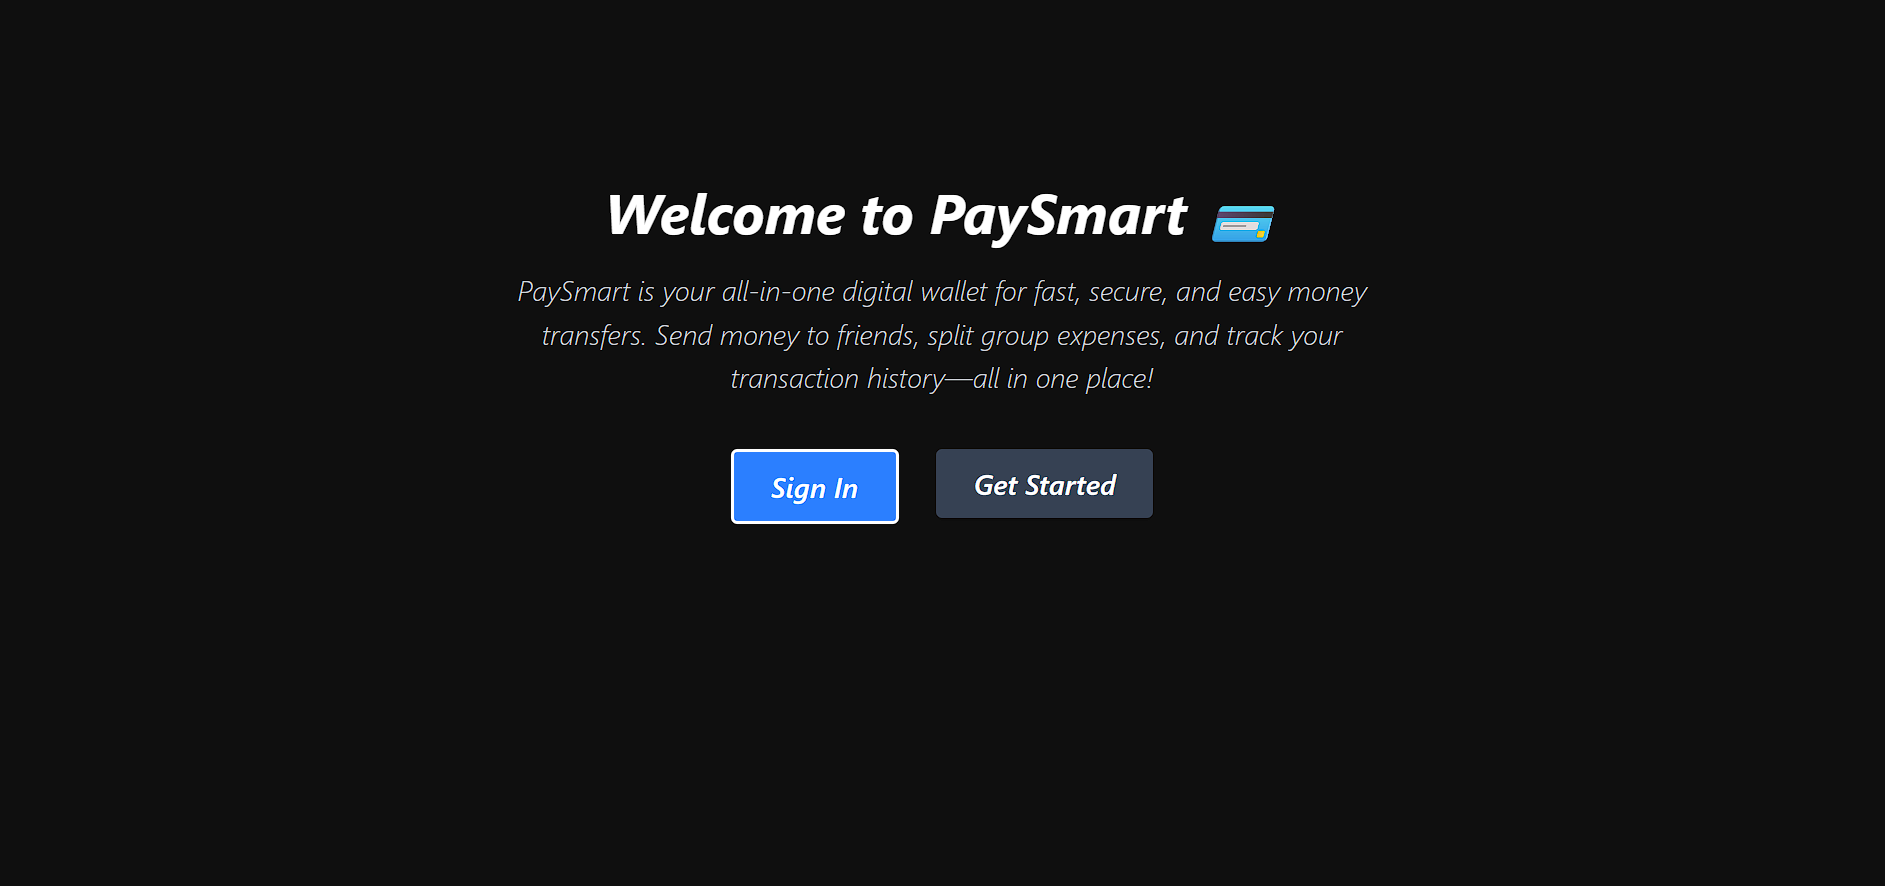 Welcome to PaySmart
PaySmart is your all-in-one digital wallet for fast, secure, and easy money
transfers. Send money to friends, split group expenses, and track your
transaction history—all in one place!
Sign In
Get Started